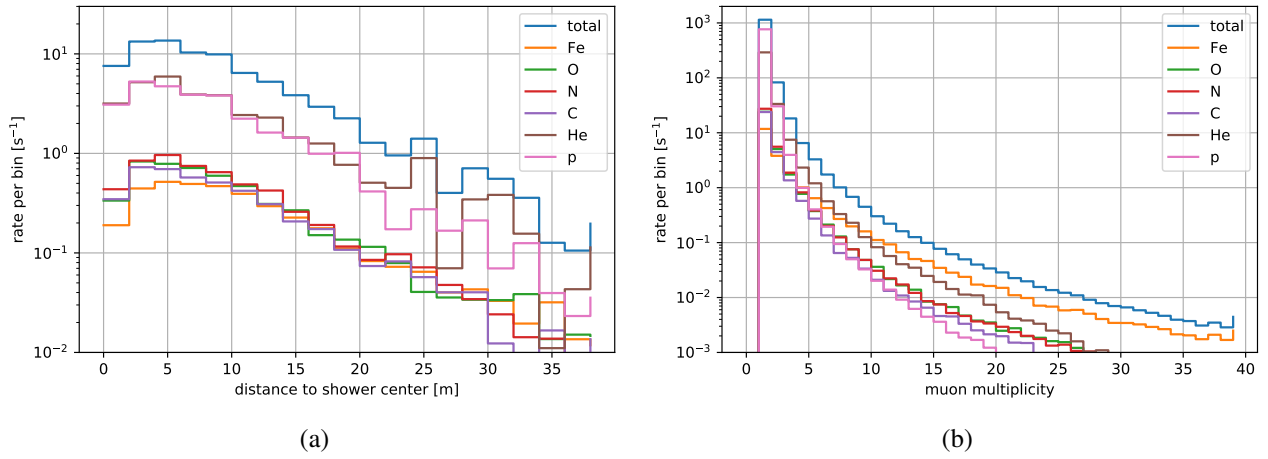 total
Fe
O
N
C
He
p
10¹
10⁰
10⁻¹
10⁻²
rate per bin [s⁻¹]
0 5 10 15 20 25 30 35
distance to shower center [m]
(a)
total
Fe
O
N
C
He
p
10³
10²
10¹
10⁰
10⁻¹
10⁻²
10⁻³
rate per bin [s⁻¹]
0 5 10 15 20 25 30 35 40
muon multiplicity
(b)